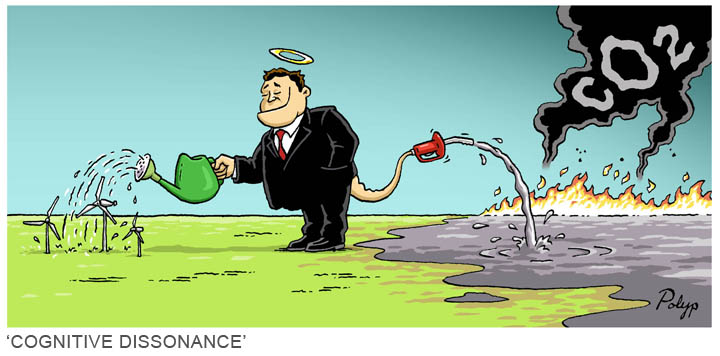 CO2
Polyp
'COGNITIVE DISSONANCE'